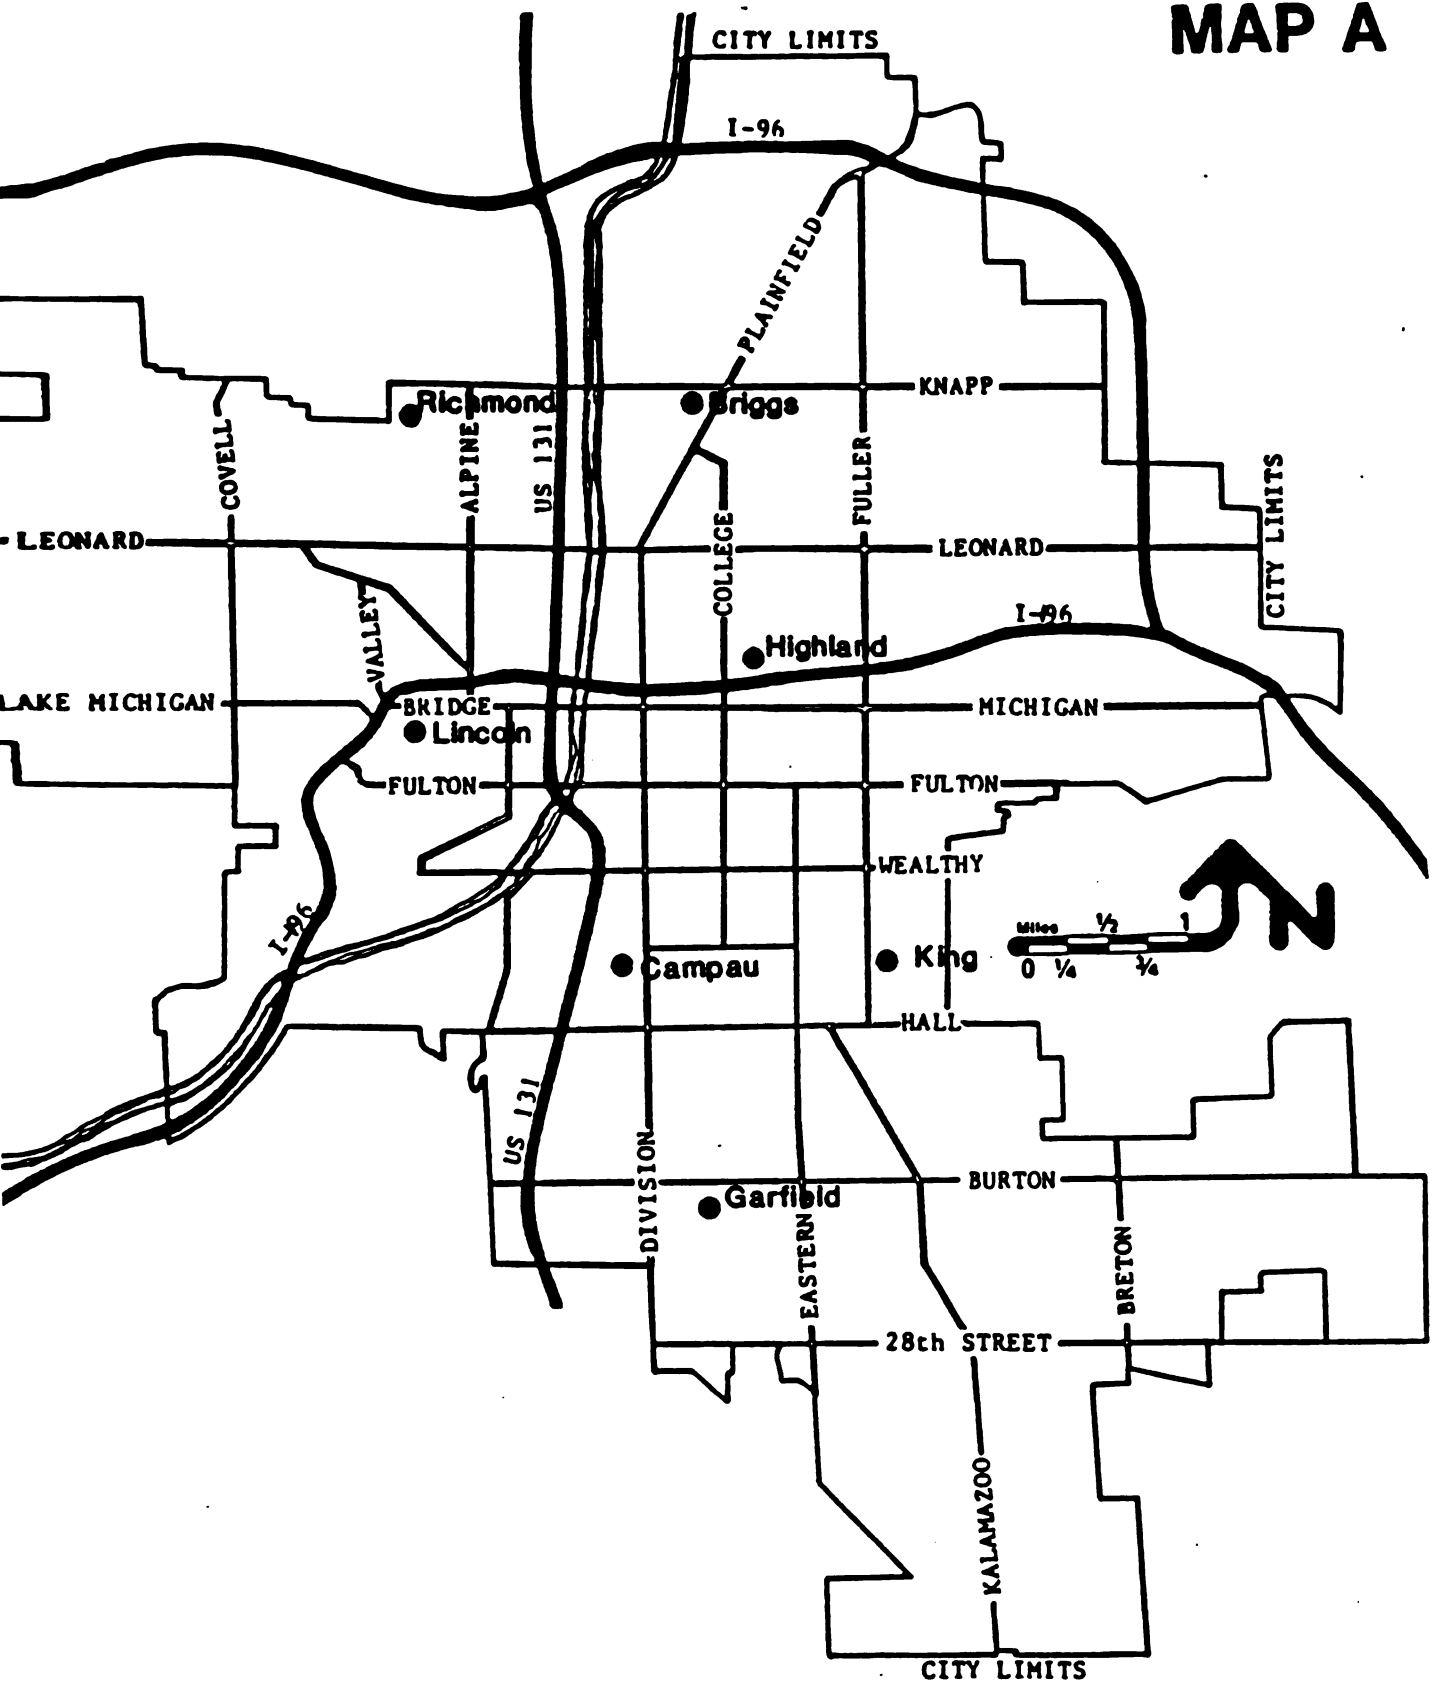 MAP A
CITY LIMITS
I-96
PLAINFIELD
KNAPP
Richmond
Briggs
COVELL
ALPINE
US 131
FULLER
CITY LIMITS
LEONARD
LEONARD
COLLEGE
VALLEY
I-196
Highland
LAKE MICHIGAN
BRIDGE
MICHIGAN
Lincoln
FULTON
FULTON
WEALTHY
I-196
Miles
½
1
0
¼
¾
N
Campau
King
HALL
US 131
DIVISION
BURTON
Garfield
EASTERN
BRETON
28th STREET
KALAMAZOO
CITY LIMITS